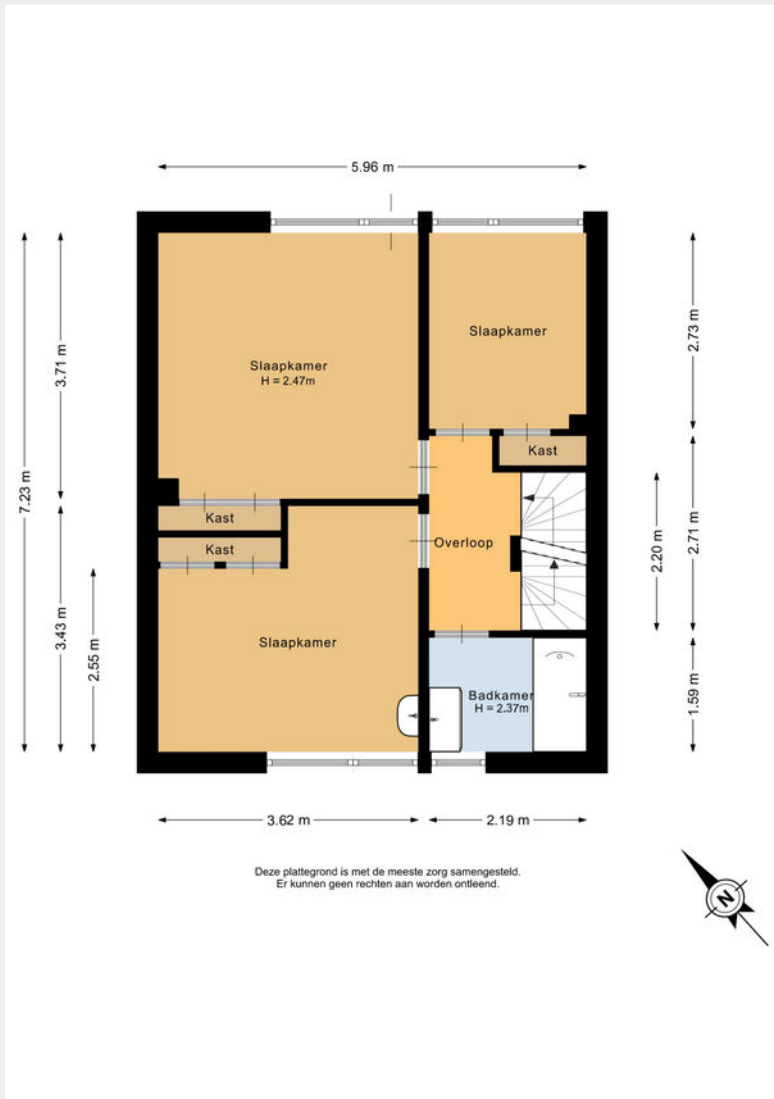 5.96 m
Slaapkamer
H = 2.47m
Slaapkamer
Kast
Kast
Kast
Overloop
Slaapkamer
Badkamer
H = 2.37m
7.23 m
3.71 m
3.43 m
2.55 m
2.73 m
2.71 m
2.20 m
1.59 m
3.62 m
2.19 m
Deze plattegrond is met de meeste zorg samengesteld.
Er kunnen geen rechten aan worden ontleend.
N